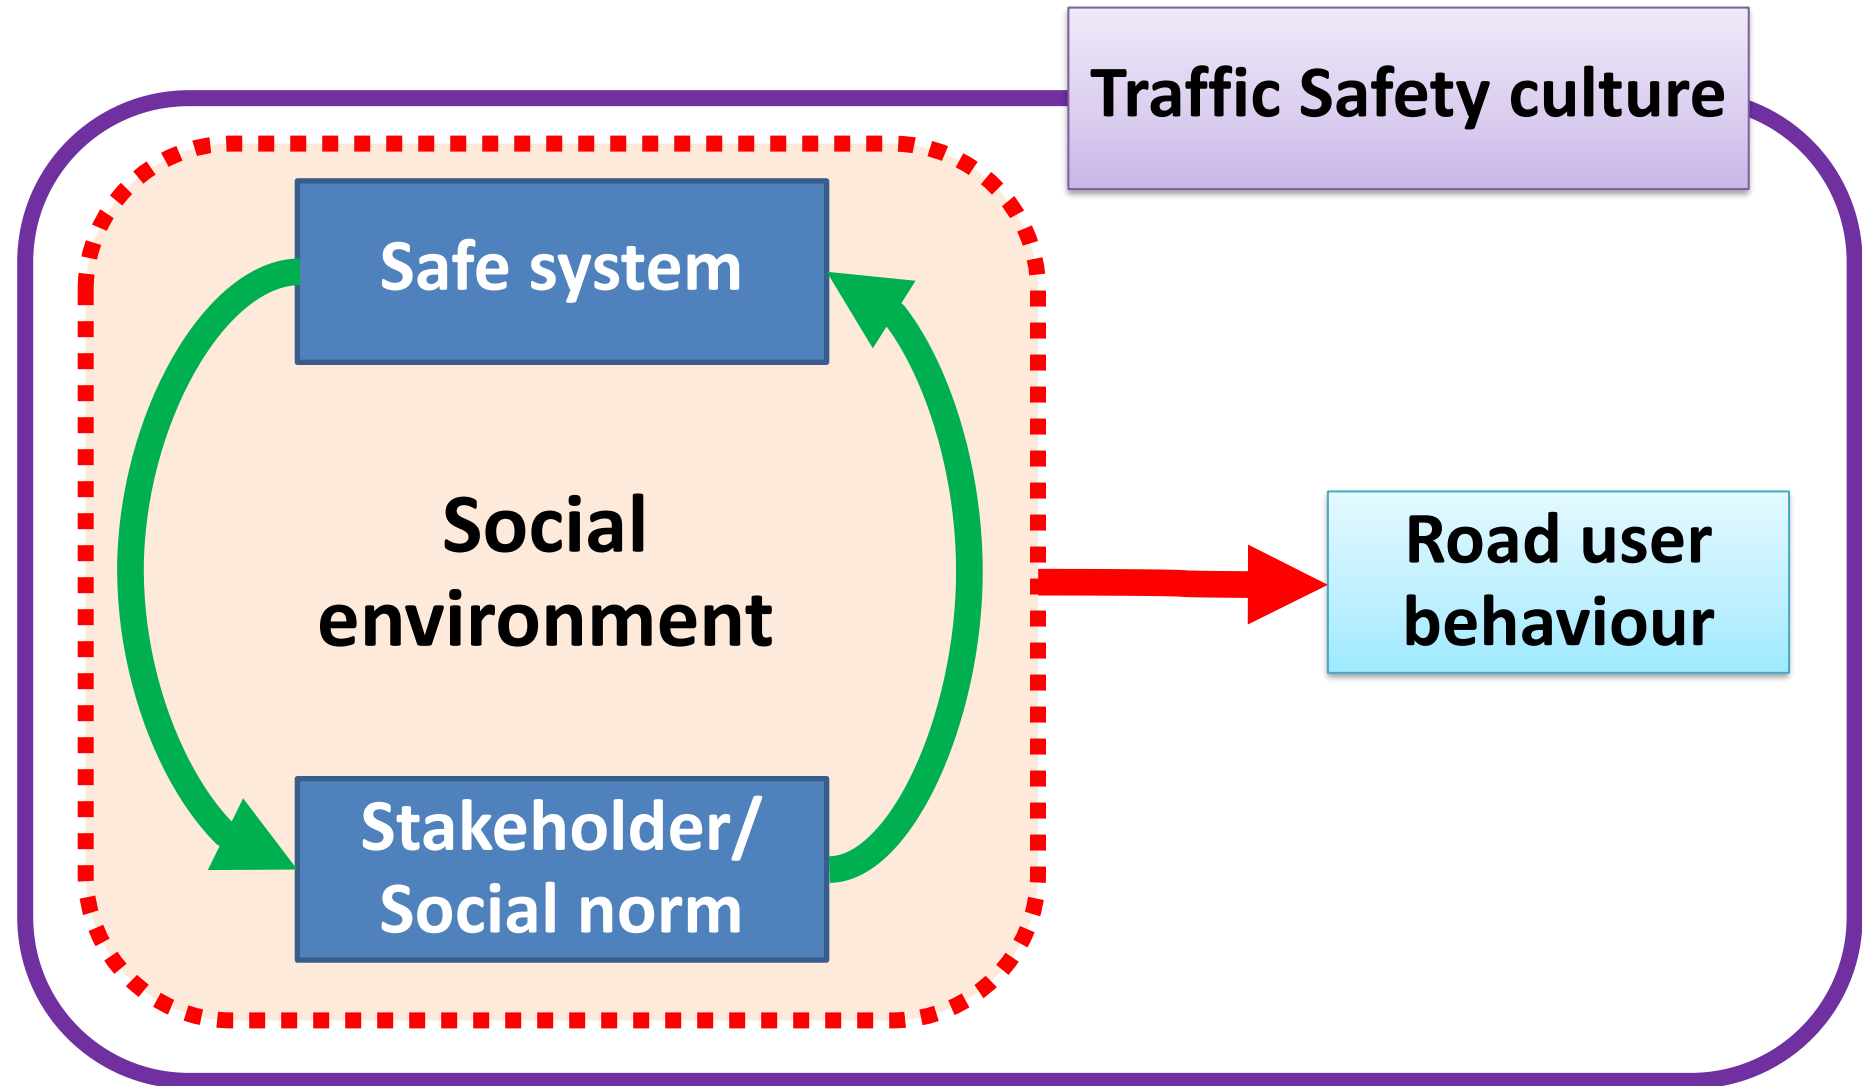 Traffic Safety culture
Safe system
Social
environment
Stakeholder/
Social norm
Road user
behaviour